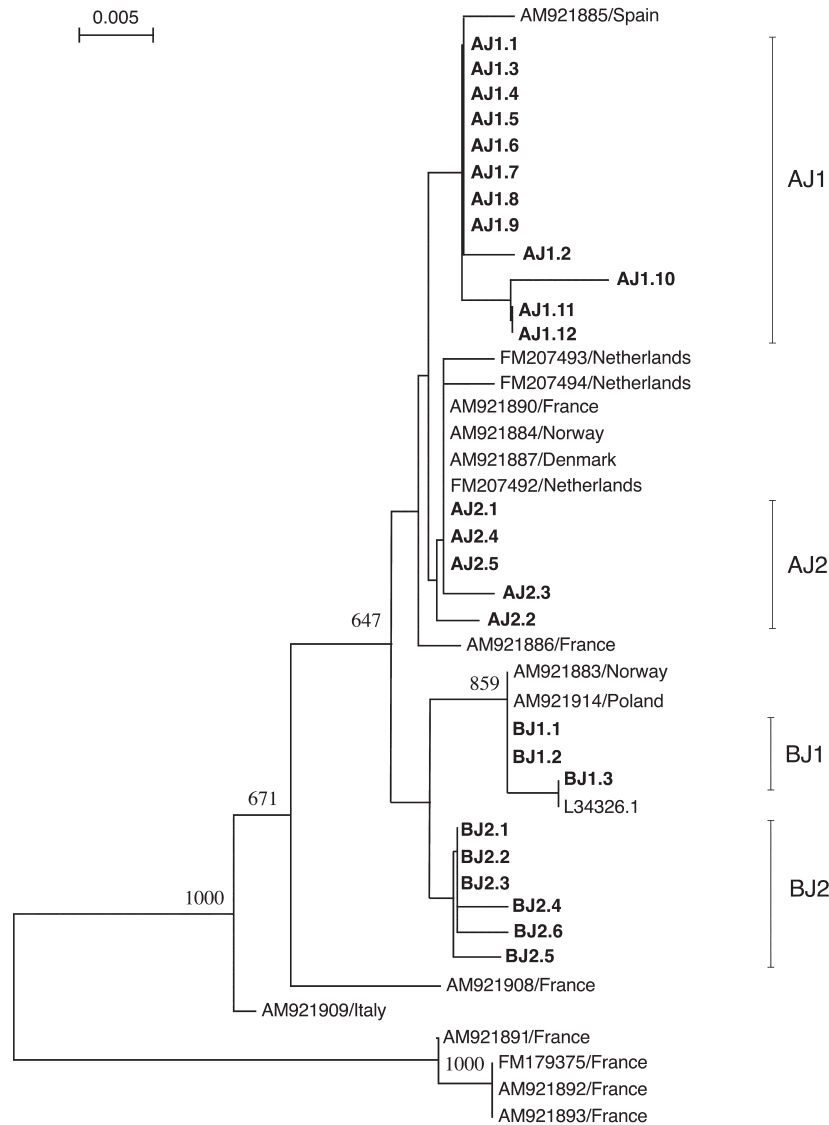 0.005
AM921885/Spain
AJ1.1
AJ1.3
AJ1.4
AJ1.5
AJ1.6
AJ1.7
AJ1.8
AJ1.9
AJ1.2
AJ1.10
AJ1.11
AJ1.12
AJ1
FM207493/Netherlands
FM207494/Netherlands
AM921890/France
AM921884/Norway
AM921887/Denmark
FM207492/Netherlands
AJ2.1
AJ2.4
AJ2.5
AJ2.3
AJ2.2
AJ2
647
AM921886/France
AM921883/Norway
859
AM921914/Poland
BJ1.1
BJ1.2
BJ1.3
L34326.1
BJ1
671
BJ2.1
BJ2.2
BJ2.3
BJ2.4
BJ2.6
BJ2.5
BJ2
1000
AM921908/France
AM921909/Italy
AM921891/France
1000
FM179375/France
AM921892/France
AM921893/France